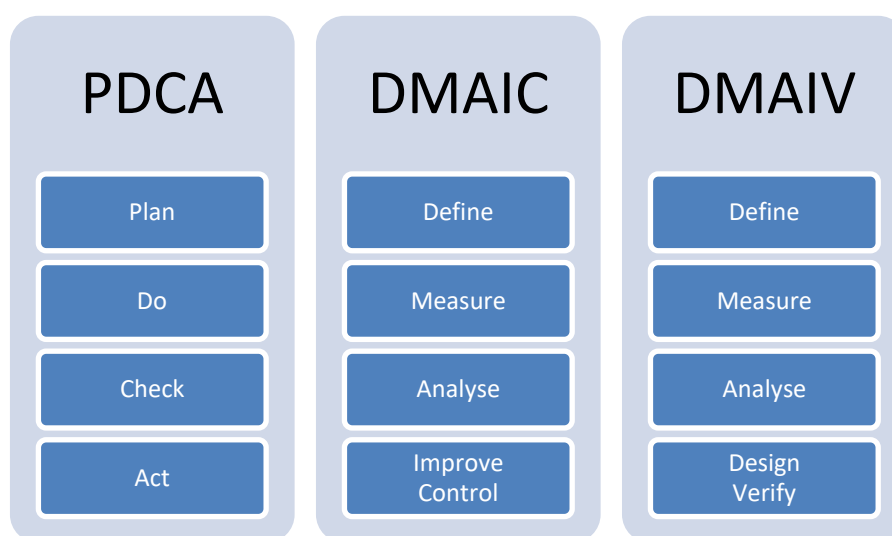 PDCA
Plan
Do
Check
Act
DMAIC
Define
Measure
Analyse
Improve
Control
DMAIV
Define
Measure
Analyse
Design
Verify